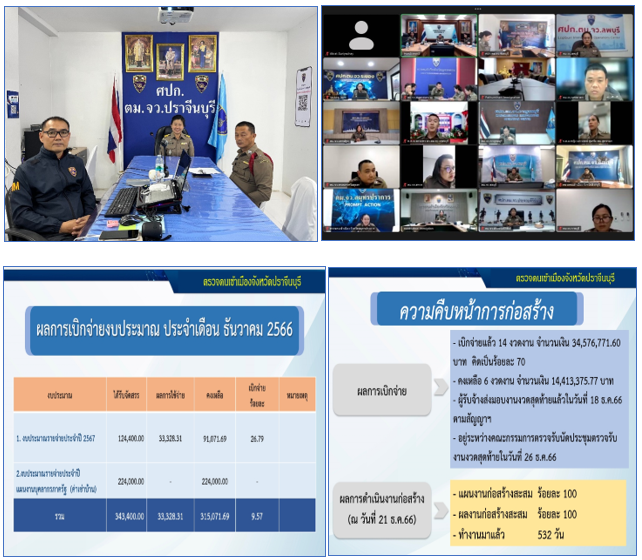 ศปก.
ตม.จว.ปราจีนบุรี
ศปก.ตม.จว.ลพบุรี
ตรวจคนเข้าเมืองจังหวัดปราจีนบุรี
ผลการเบิกจ่ายงบประมาณ ประจำเดือน ธันวาคม 2566
งบประมาณ ได้รับจัดสรร ผลการใช้จ่าย คงเหลือ เบิกจ่าย ร้อยละ หมายเหตุ
1. งบประมาณรายจ่ายประจำปี 2567 124,400.00 33,328.31 91,071.69 26.79
2.งบประมาณรายจ่ายประจำปี
แผนงานบุคลากรภาครัฐ (ค่าเช่าบ้าน) 224,000.00 - 224,000.00 -
รวม 343,400.00 33,328.31 315,071.69 9.57
ตรวจคนเข้าเมืองจังหวัดปราจีนบุรี
ความคืบหน้าการก่อสร้าง
ผลการเบิกจ่าย
- เบิกจ่ายแล้ว 14 งวดงาน จำนวนเงิน 34,576,771.60
บาท คิดเป็นร้อยละ 70
- คงเหลือ 6 งวดงาน จำนวนเงิน 14,413,375.77 บาท
- ผู้รับจ้างส่งมอบงานงวดสุดท้ายแล้วในวันที่ 18 ธ.ค.66
ตามสัญญาฯ
- อยู่ระหว่างคณะกรรมการตรวจรับนัดประชุมตรวจรับ
งานงวดสุดท้ายในวันที่ 26 ธ.ค.66
ผลการดำเนินงานก่อสร้าง
(ณ วันที่ 21 ธ.ค.66)
- แผนงานก่อสร้างสะสม ร้อยละ 100
- ผลงานก่อสร้างสะสม ร้อยละ 100
- ทำงานมาแล้ว 532 วัน